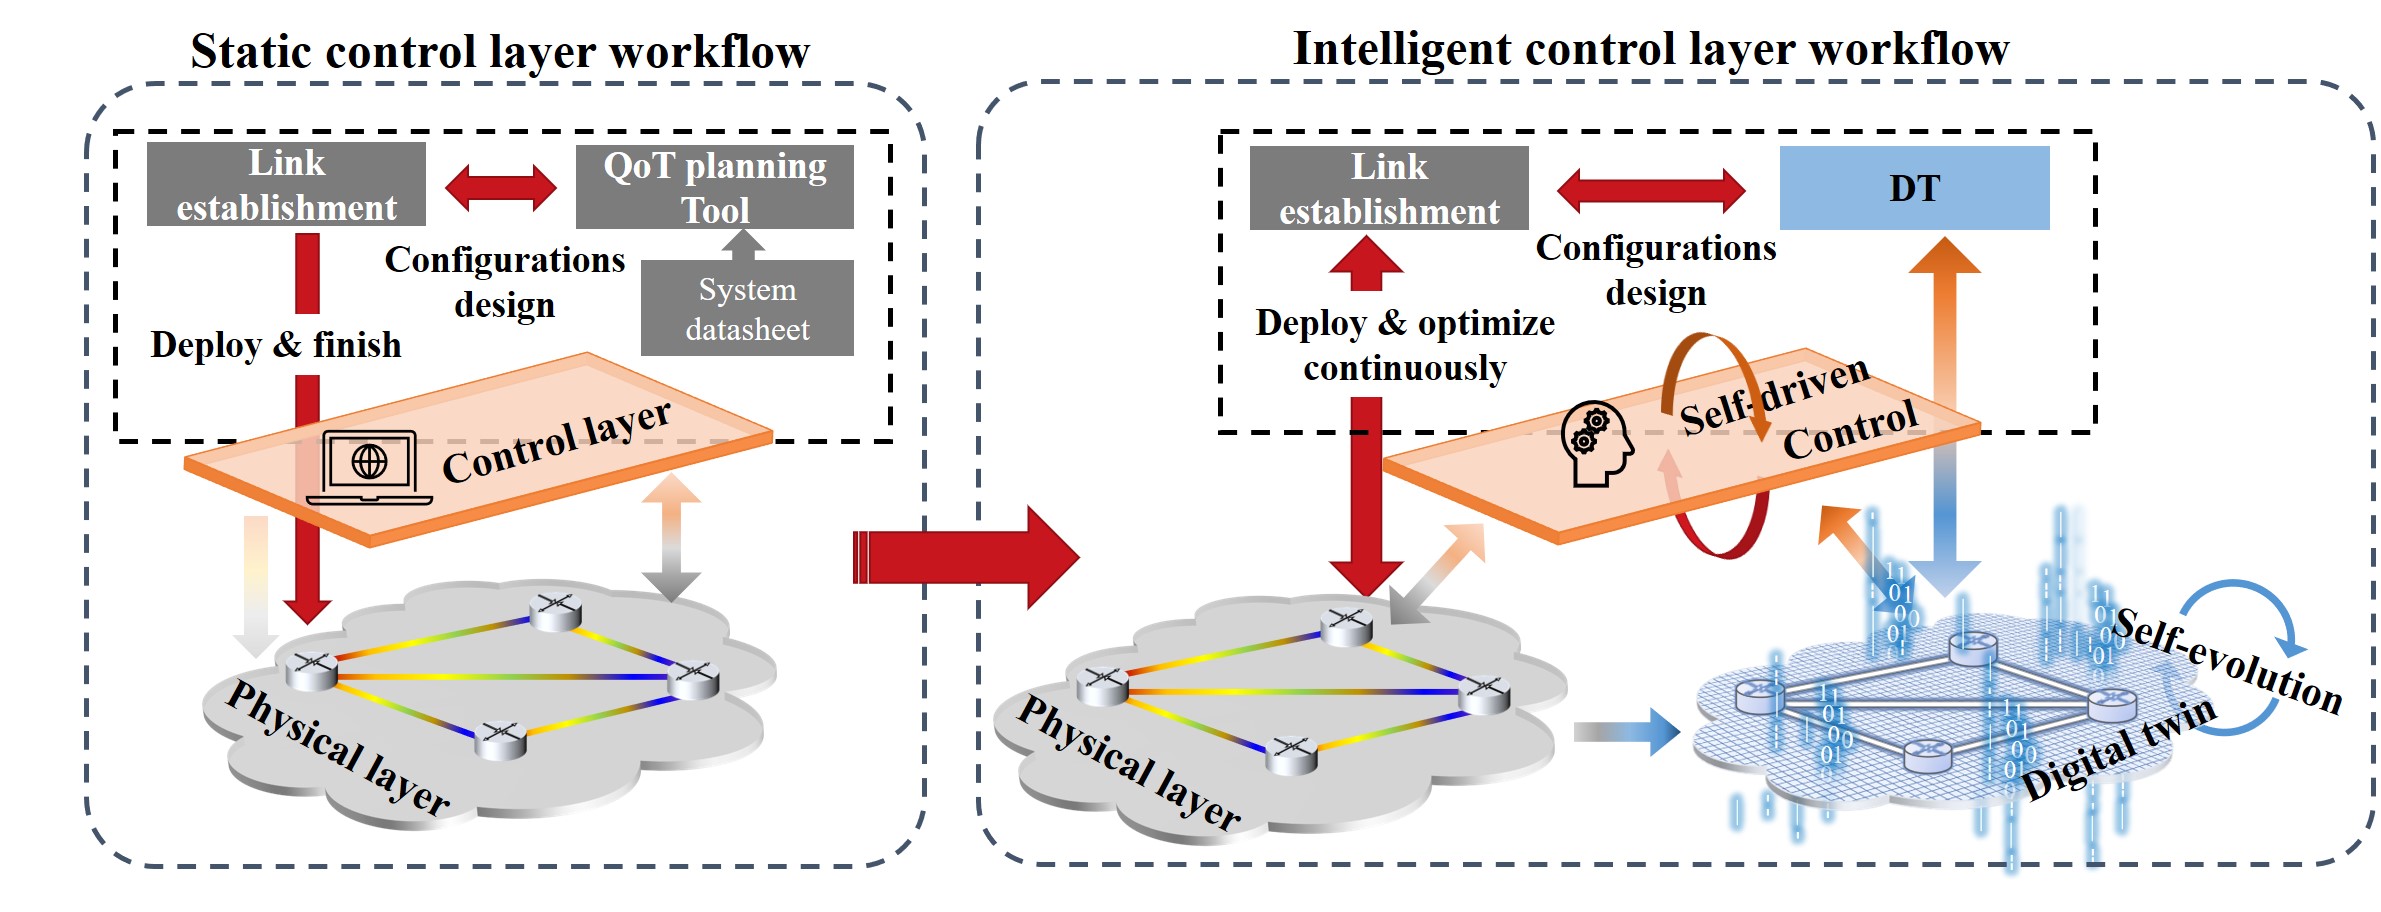 Static control layer workflow
Link
establishment
QoT planning
Tool
Configurations
design
System
datasheet
Deploy & finish
Control layer
Physical layer
Intelligent control layer workflow
Link
establishment
DT
Configurations
design
Deploy & optimize
continuously
Self-driven
Control
Physical layer
Self-evolution
Digital twin